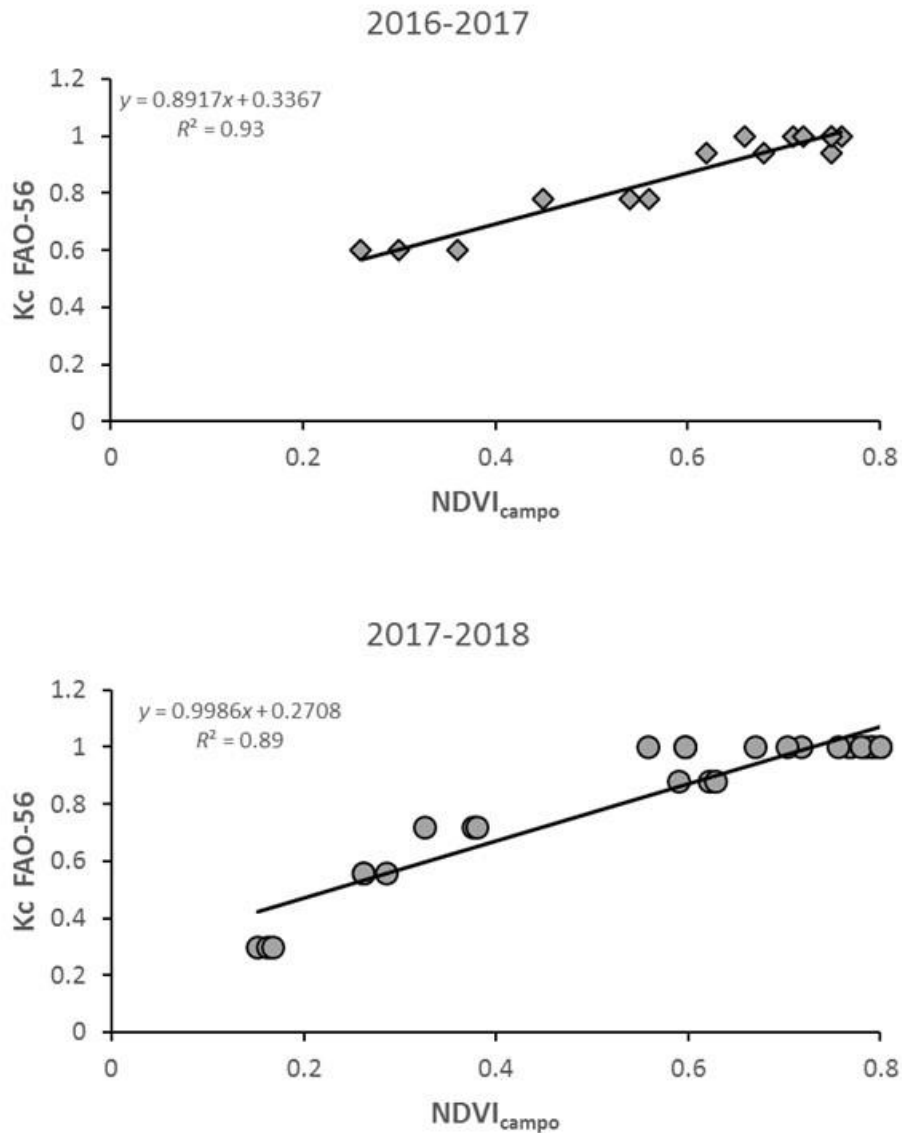 2016-2017
y = 0.8917x + 0.3367
R² = 0.93
1.2
1
0.8
0.6
0.4
0.2
0
Kc FAO-56
0 0.2 0.4 0.6 0.8
NDVIcampo
2017-2018
y = 0.9986x + 0.2708
R² = 0.89
1.2
1
0.8
0.6
0.4
0.2
0
Kc FAO-56
0 0.2 0.4 0.6 0.8
NDVIcampo